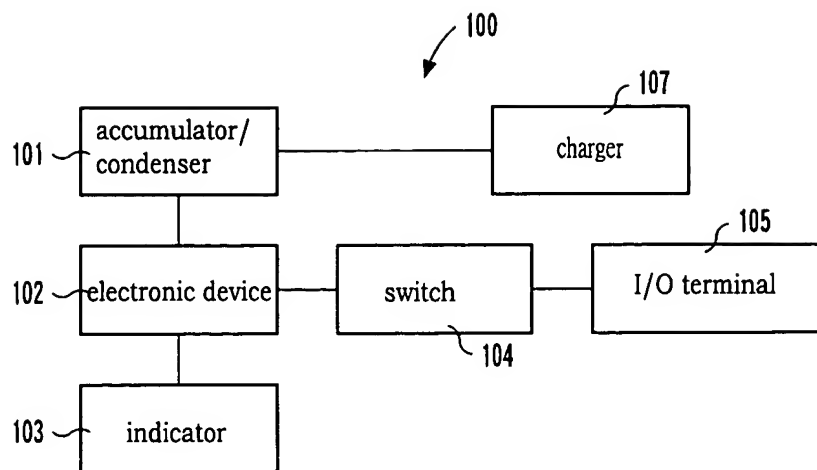 100
107
101
accumulator/
condenser
charger
105
102
electronic device
switch
I/O terminal
104
103
indicator